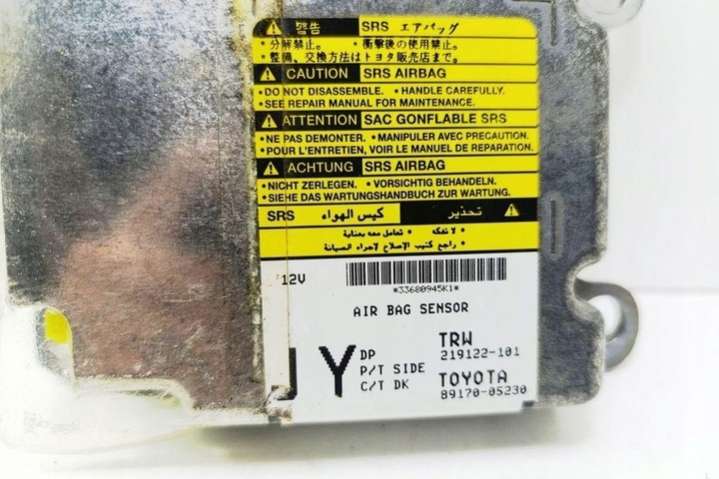 警告 SRS エアバッグ
・分解禁止。 ・衝撃後の使用禁止。
・整備、交換方法はトヨタ販売店まで。
CAUTION SRS AIRBAG
•DO NOT DISASSEMBLE. •HANDLE CAREFULLY.
•SEE REPAIR MANUAL FOR MAINTENANCE.
ATTENTION SAC GONFLABLE SRS
•NE PAS DEMONTER. •MANIPULER AVEC PRECAUTION.
•POUR L'ENTRETIEN, VOIR LE MANUEL DE REPARATION.
ACHTUNG SRS AIRBAG
•NICHT ZERLEGEN. •VORSICHTIG BEHANDELN.
•SIEHE DAS WARTUNGSHANDBUCH ZUR WARTUNG.
تحذير كيس الهواء SRS
• لا تفكه • تعامل معه بعناية
• راجع كتيب الإصلاح لاجراء الصيانة
12V
*33680945K1*
AIR BAG SENSOR
Y DP TRW
219122-101
P/T SIDE
C/T DK TOYOTA
89170-05230